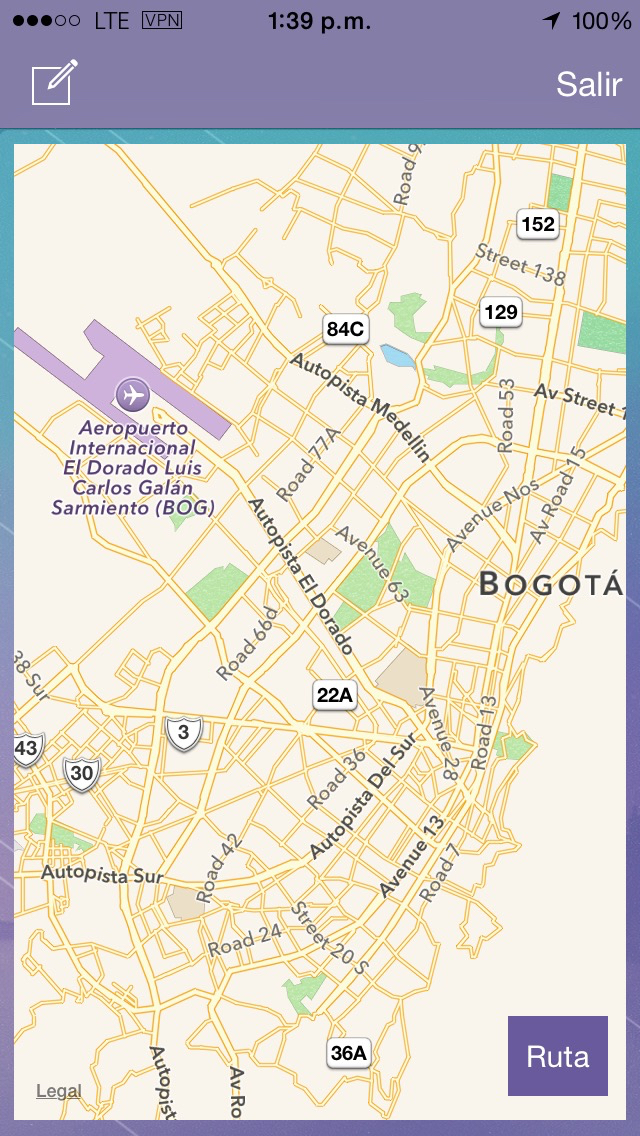 LTE VPN 1:39 p.m. 100%
Salir
Road 9
152
Street 138
129
84C
Autopista Medellin
Road 53
Av Street 1
Aeropuerto
Internacional
El Dorado Luis
Carlos Galán
Sarmiento (BOG)
Road 77A
Av Road 15
Avenue Nos
Autopista El Dorado
Avenue 63
BOGOTÁ
Road 66d
38 Sur
22A
Avenue 28
Road 13
3
43
30
Road 36
Autopista Del Sur
Avenue 13
Road 7
Road 42
Autopista Sur
Road 24
Street 20 S
36A
Ruta
Legal
Autopist
Av Ro